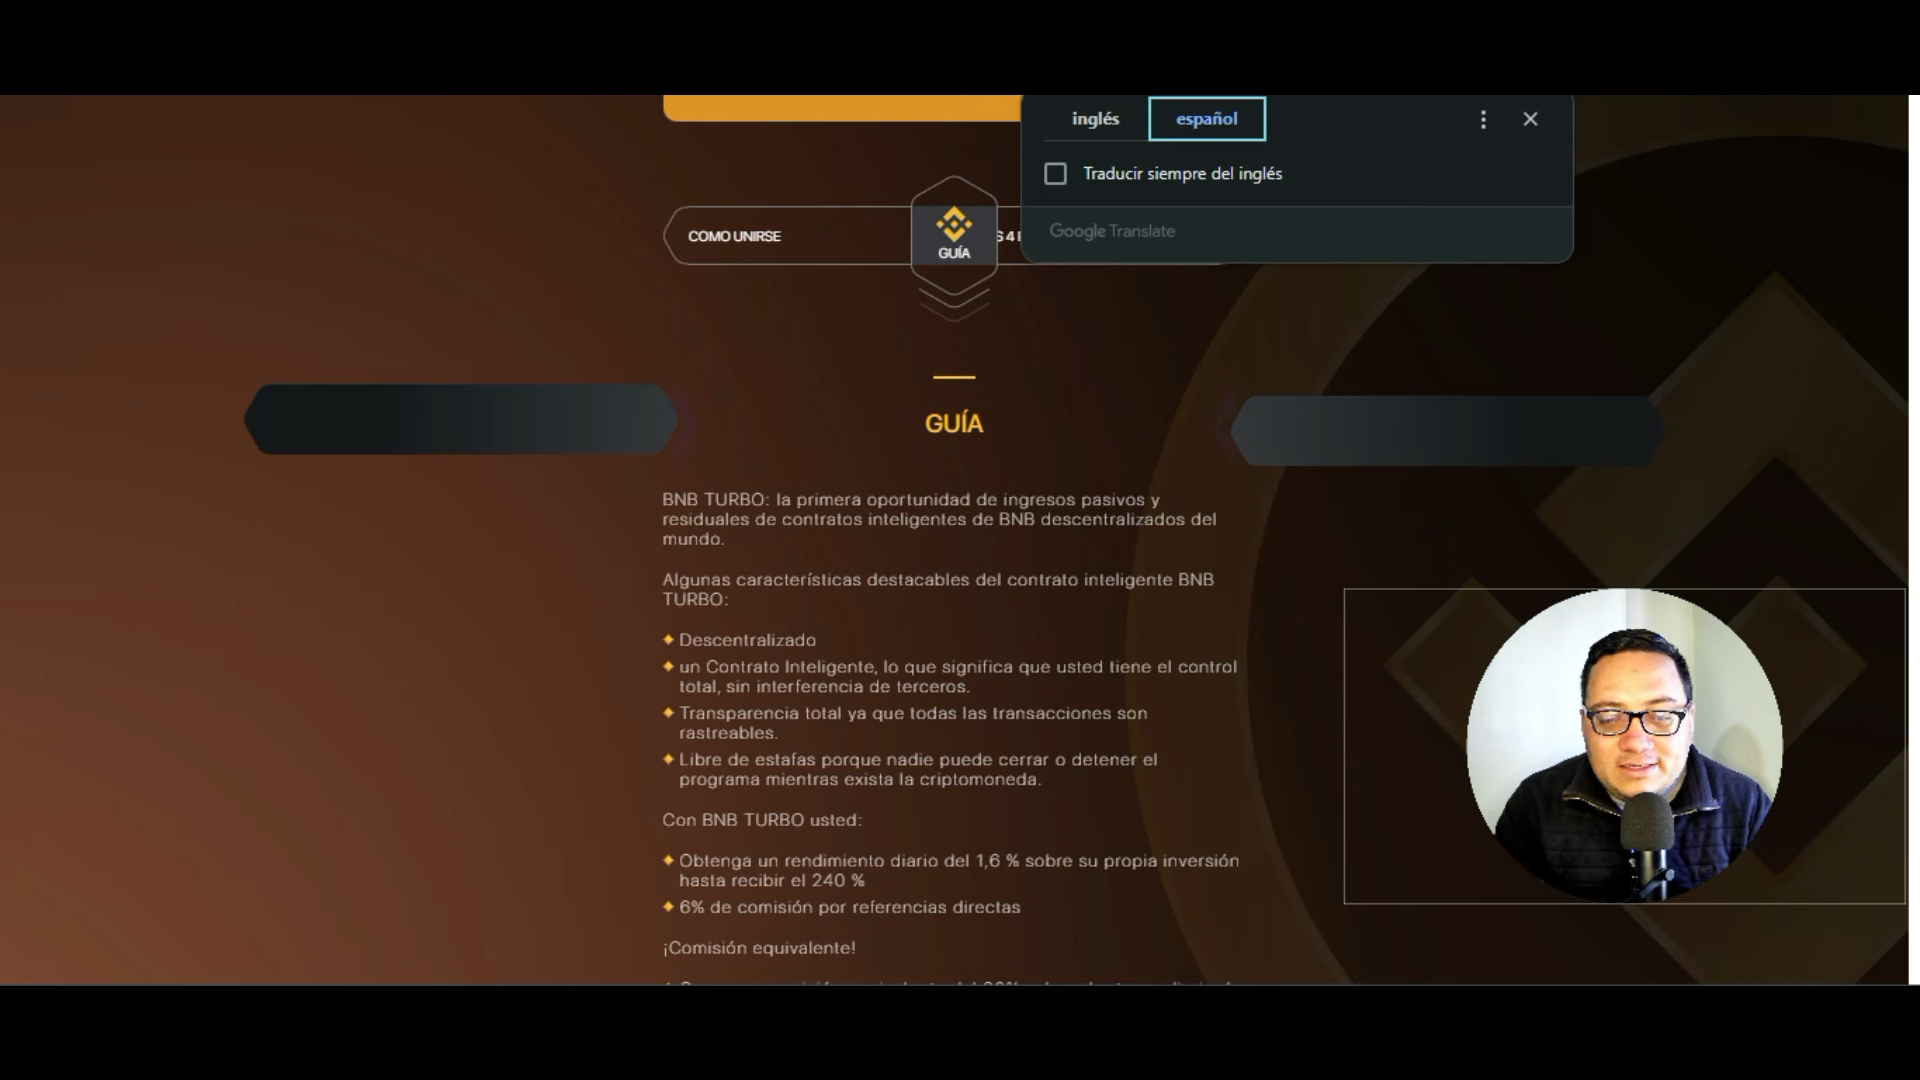 inglés
español
Traducir siempre del inglés
Google Translate
COMO UNIRSE
GUÍA
GUÍA
BNB TURBO: la primera oportunidad de ingresos pasivos y
residuales de contratos inteligentes de BNB descentralizados del
mundo.
Algunas características destacables del contrato inteligente BNB
TURBO:
Descentralizado
un Contrato Inteligente, lo que significa que usted tiene el control
total, sin interferencia de terceros.
Transparencia total ya que todas las transacciones son
rastreables.
Libre de estafas porque nadie puede cerrar o detener el
programa mientras exista la criptomoneda.
Con BNB TURBO usted:
Obtenga un rendimiento diario del 1,6 % sobre su propia inversión
hasta recibir el 240 %
6% de comisión por referencias directas
¡Comisión equivalente!